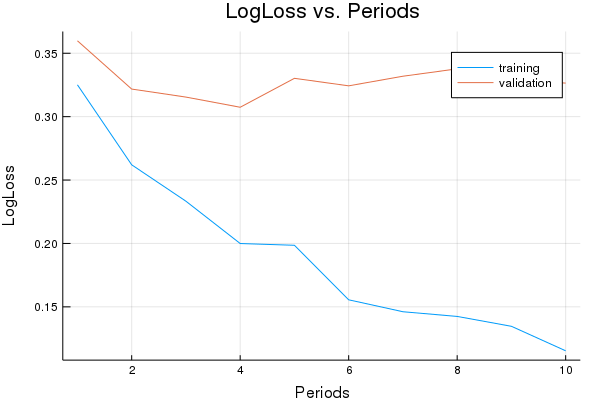 LogLoss vs. Periods
training
validation
LogLoss
0.35
0.30
0.25
0.20
0.15
2 4 6 8 10
Periods